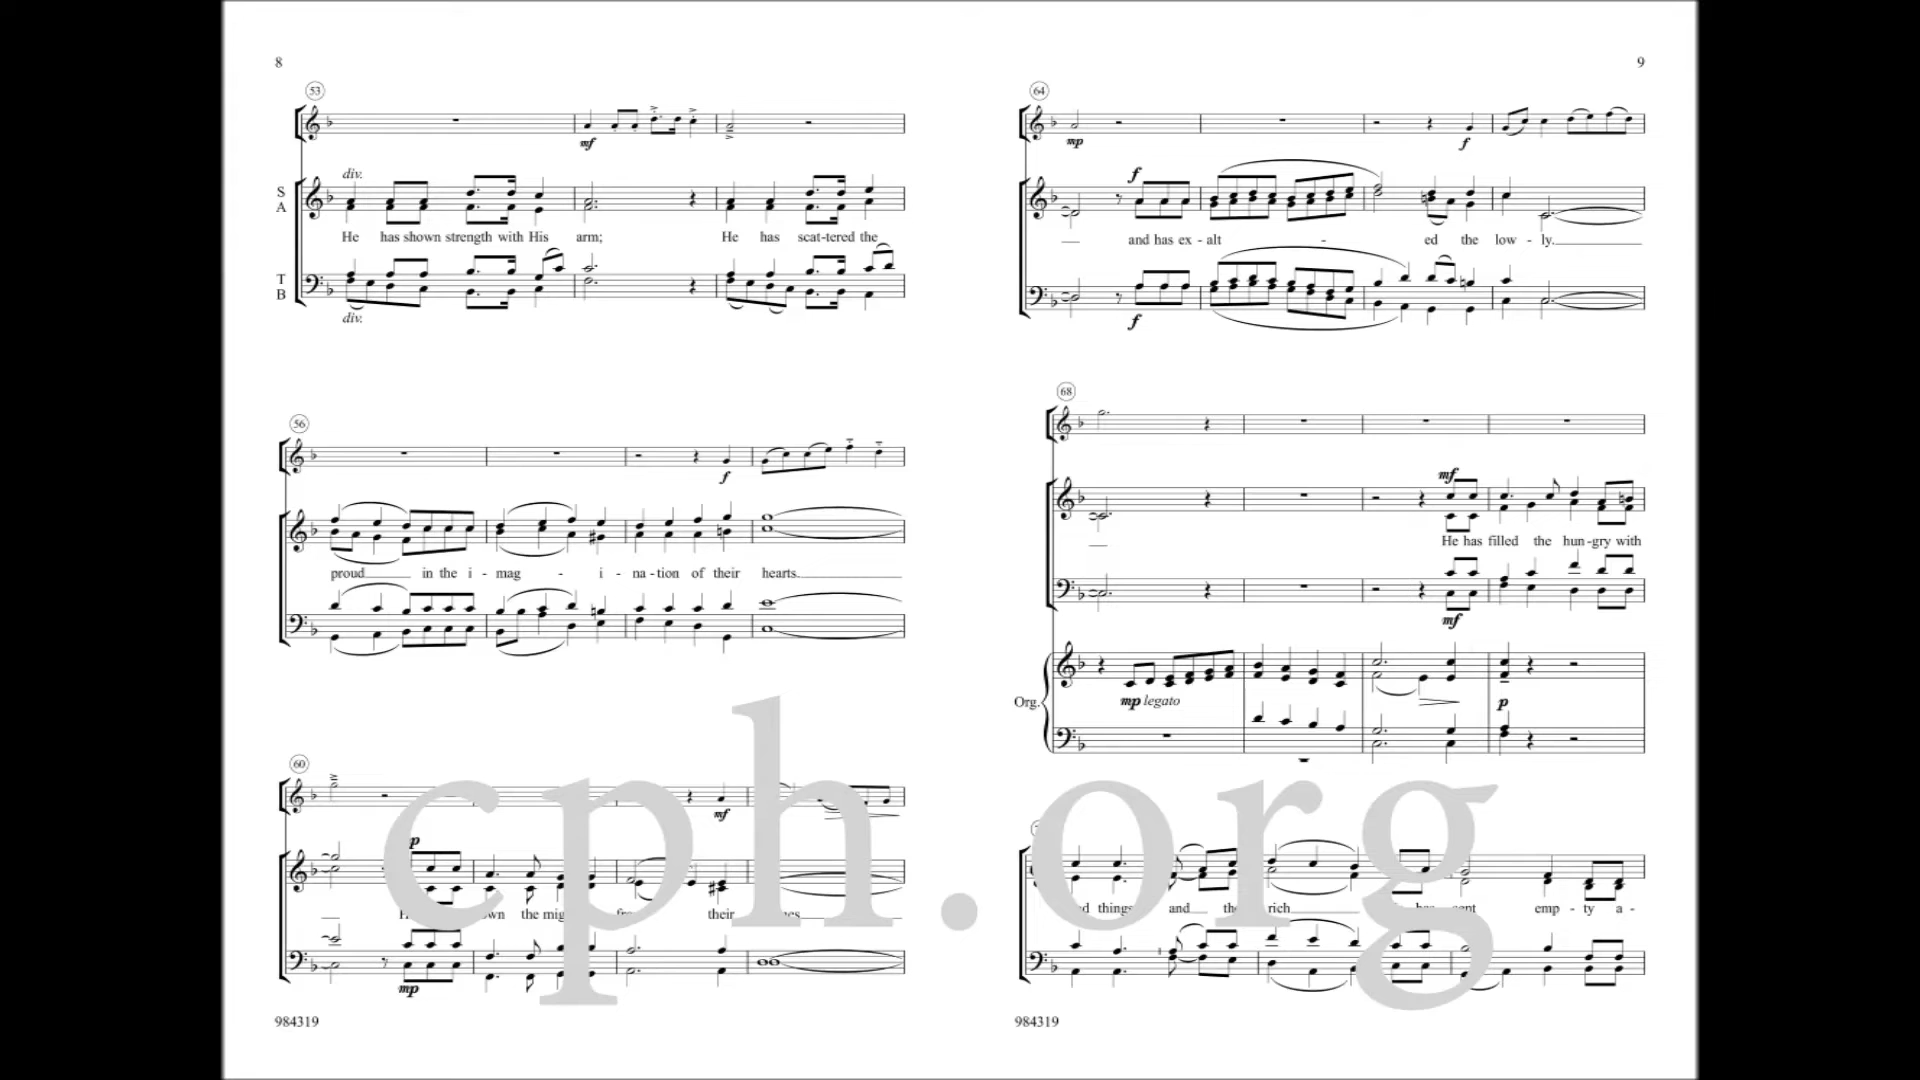 8
53
mf
div.
S
A
He has shown strength with His arm; He has scat-tered the
T
B
div.
56
f
proud in the i - mag - i - na - tion of their hearts.
60
mf
p
the their
mp
984319
9
64
mp
f
f
and has ex - alt - ed the low - ly.
f
68
mf
He has filled the hun - gry with
mf
Org.
mp legato
p
things and rich emp - ty a -
984319
cph.org